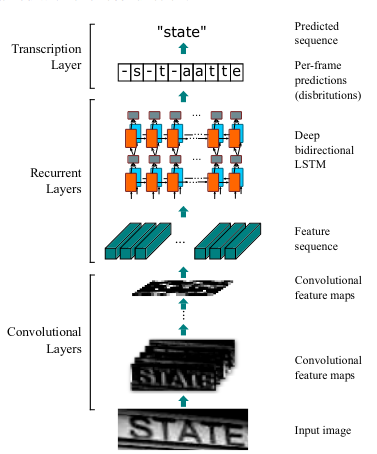 "state"
Predicted
sequence
Transcription
Layer
- s - t - a a t t e
Per-frame
predictions
(disbritutions)
...
Deep
bidirectional
LSTM
...
Recurrent
Layers
...
Feature
sequence
Convolutional
feature maps
Convolutional
Layers
STATE
Convolutional
feature maps
STATE
Input image